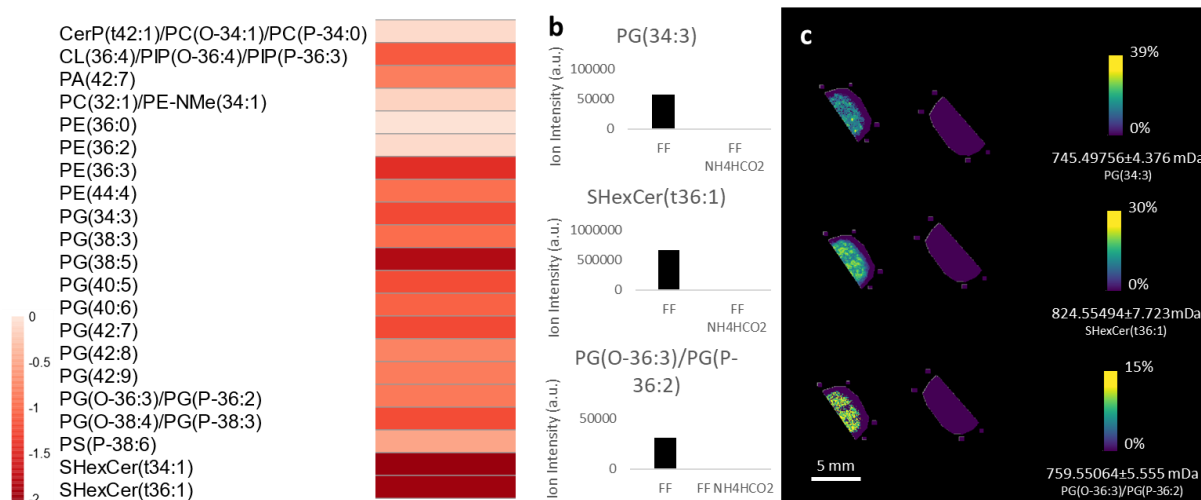 CerP(t42:1)/PC(O-34:1)/PC(P-34:0)
CL(36:4)/PIP(O-36:4)/PIP(P-36:3)
PA(42:7)
PC(32:1)/PE-NMe(34:1)
PE(36:0)
PE(36:2)
PE(36:3)
PE(44:4)
PG(34:3)
PG(38:3)
PG(38:5)
PG(40:5)
PG(40:6)
PG(42:7)
PG(42:8)
PG(42:9)
PG(O-36:3)/PG(P-36:2)
PG(O-38:4)/PG(P-38:3)
PS(P-38:6)
SHexCer(t34:1)
SHexCer(t36:1)
0
-0.5
-1
-1.5
b
PG(34:3)
Ion Intensity (a.u.)
100000
50000
0
FF
FF
NH4HCO2
SHexCer(t36:1)
Ion Intensity (a.u.)
1000000
500000
0
FF
FF
NH4HCO2
PG(O-36:3)/PG(P-
36:2)
Ion Intensity (a.u.)
50000
0
FF
FF NH4HCO2
c
39%
0%
745.49756±4.376 mDa
PG(34:3)
30%
0%
824.55494±7.723mDa
SHexCer(t36:1)
15%
0%
759.55064±5.555 mDa
PG(O-36:3)/PG(P-36:2)
5 mm